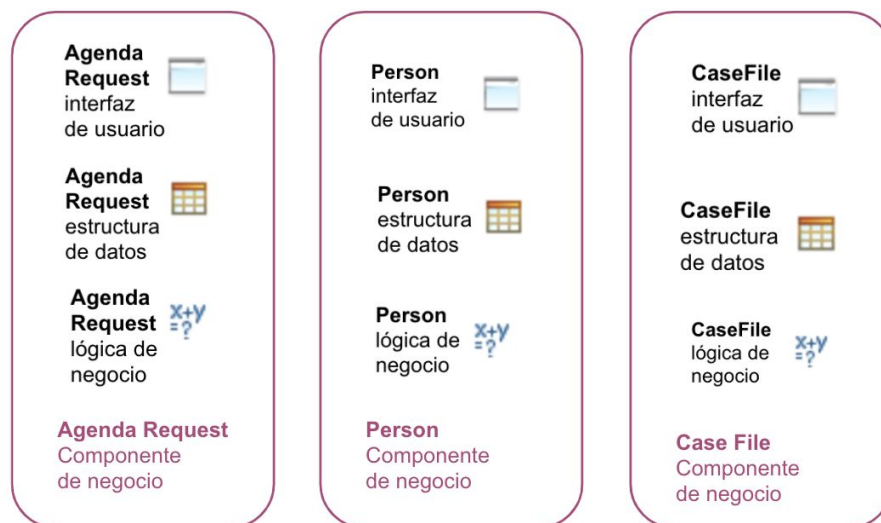 Agenda
Request
interfaz
de usuario
Agenda
Request
estructura
de datos
Agenda
Request
lógica de
negocio
x+y
=?
Agenda Request
Componente
de negocio
Person
interfaz
de usuario
Person
estructura
de datos
Person
lógica de
negocio
x+y
=?
Person
Componente
de negocio
CaseFile
interfaz
de usuario
CaseFile
estructura
de datos
CaseFile
lógica de
negocio
x+y
=?
Case File
Componente
de negocio